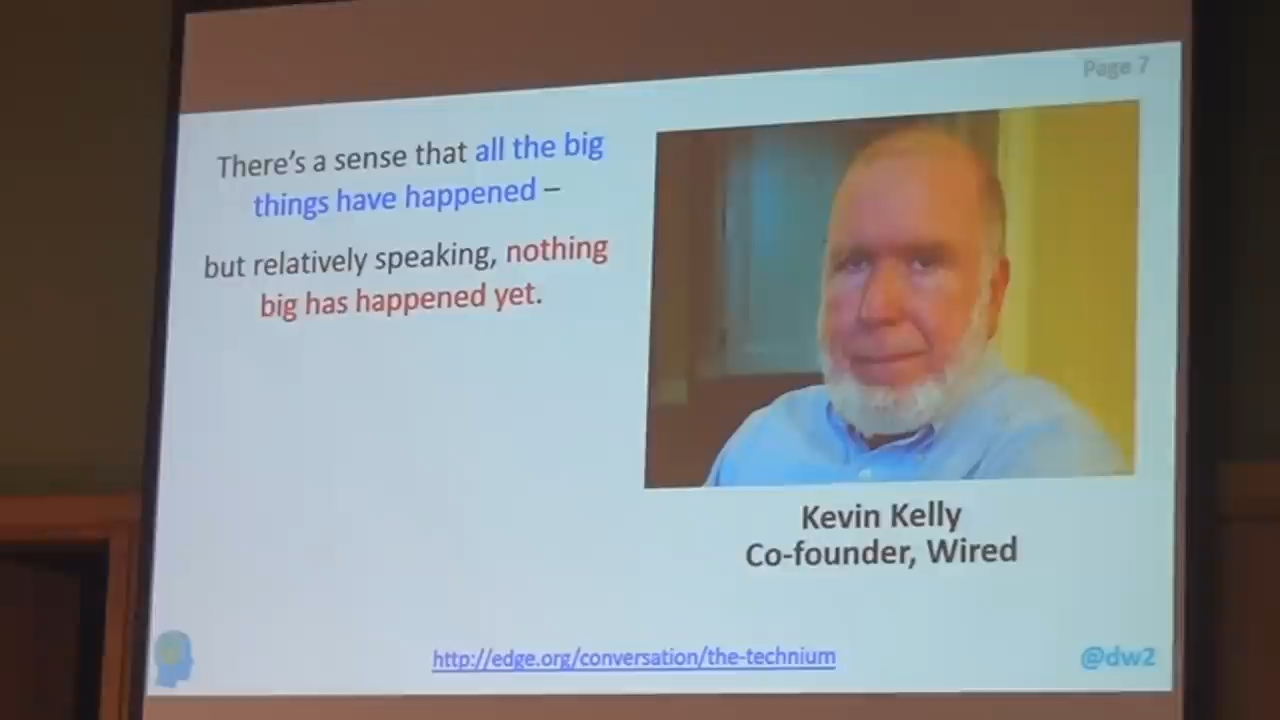 Page 7
There's a sense that all the big
things have happened –
but relatively speaking, nothing
big has happened yet.
Kevin Kelly
Co-founder, Wired
http://edge.org/conversation/the-technium
@dw2